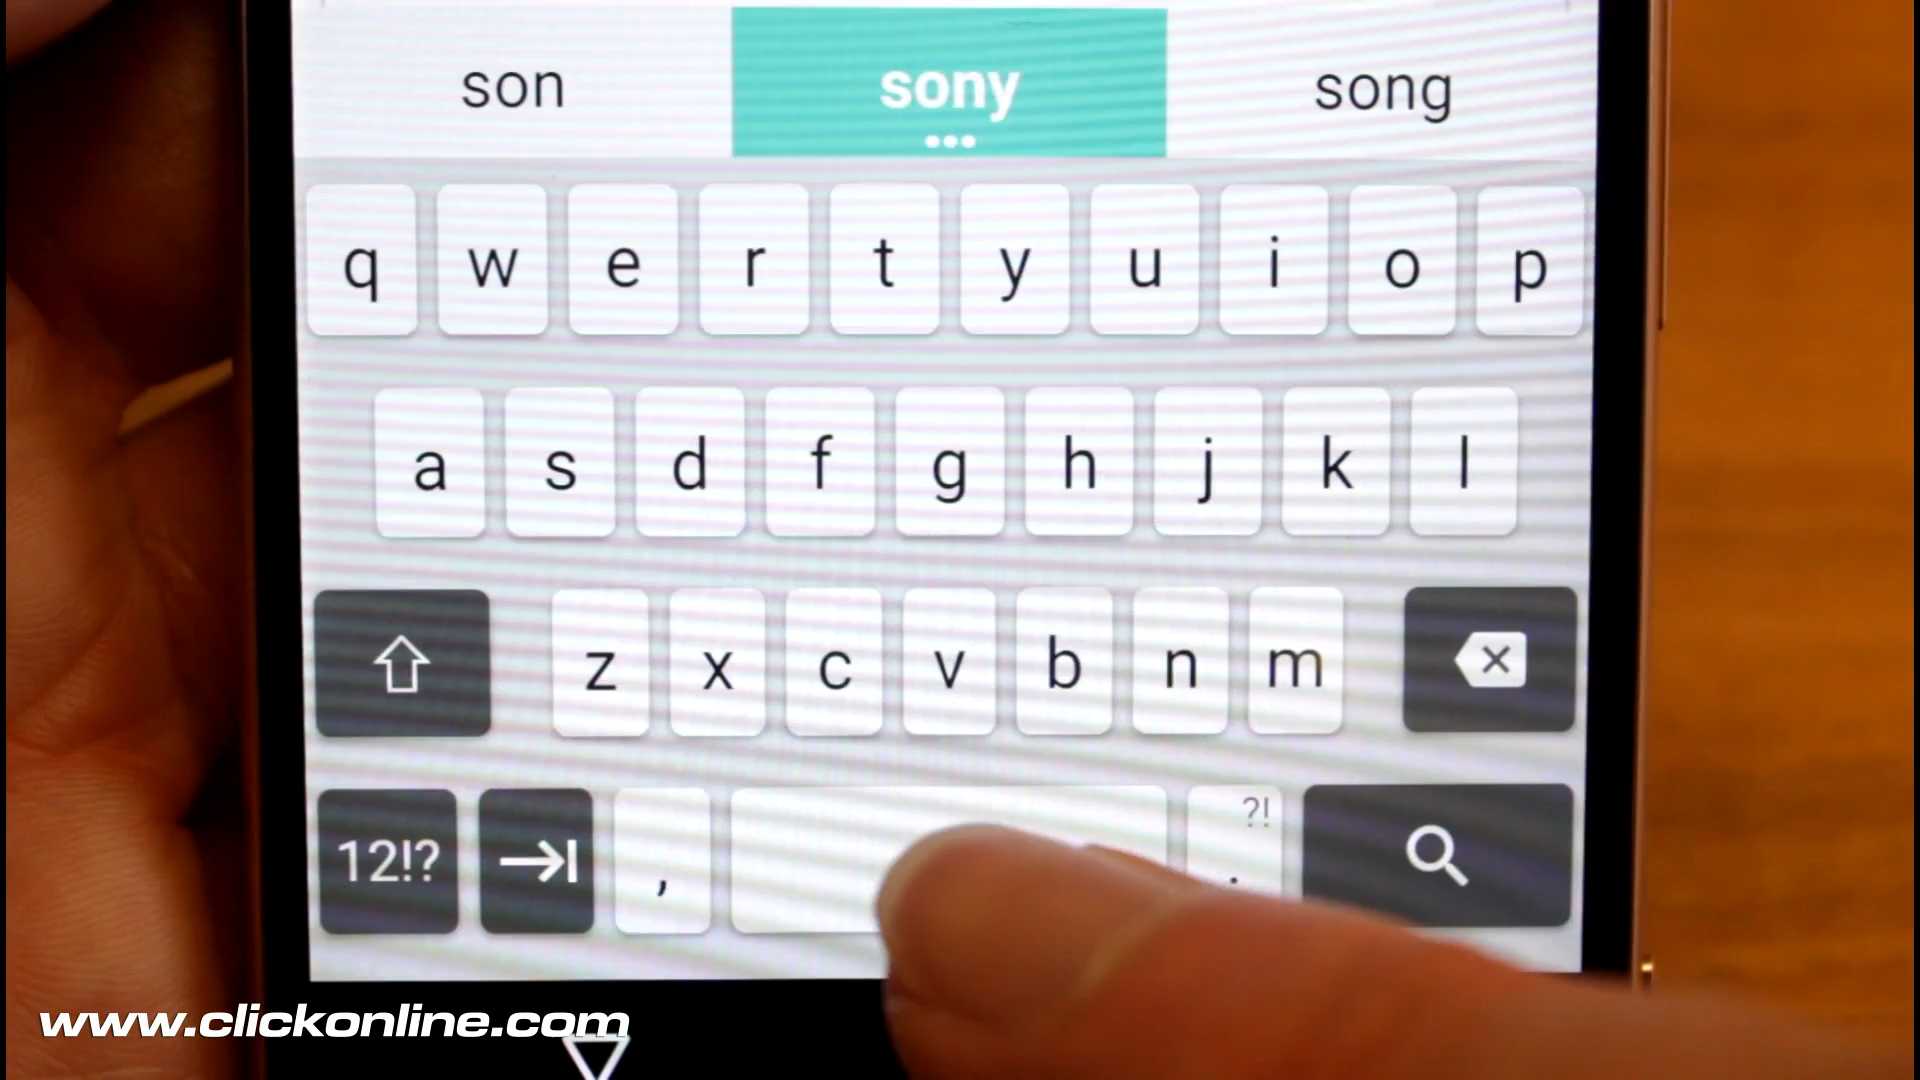 son sony song
q w e r t y u i o p
a s d f g h j k l
z x c v b n m
12!? , ?! .
www.clickonline.com